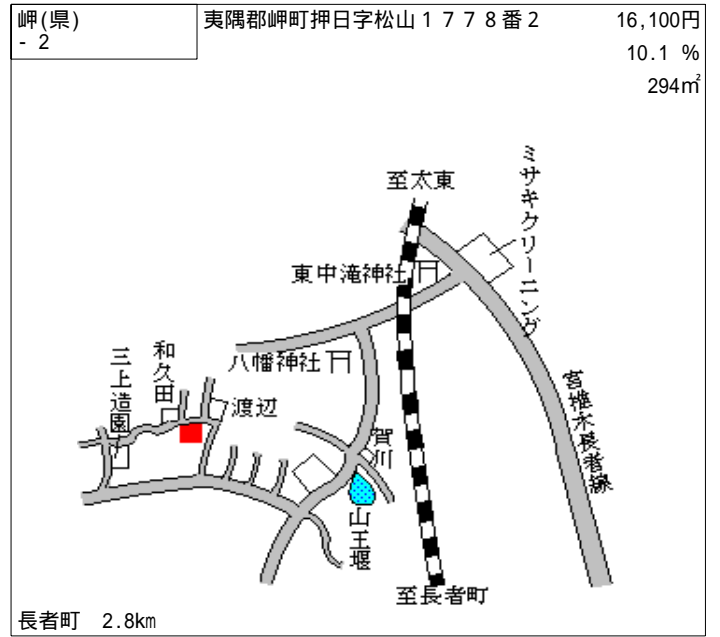 岬(県)
- 2
夷隅郡岬町押日字松山１７７８番２
16,100円
10.1 %
294㎡
至太東
ミサキクリーニング
東中滝神社
八幡神社
和久田
三上造園
渡辺
賀川
宮椎木長者線
山王堰
至長者町
長者町 2.8km